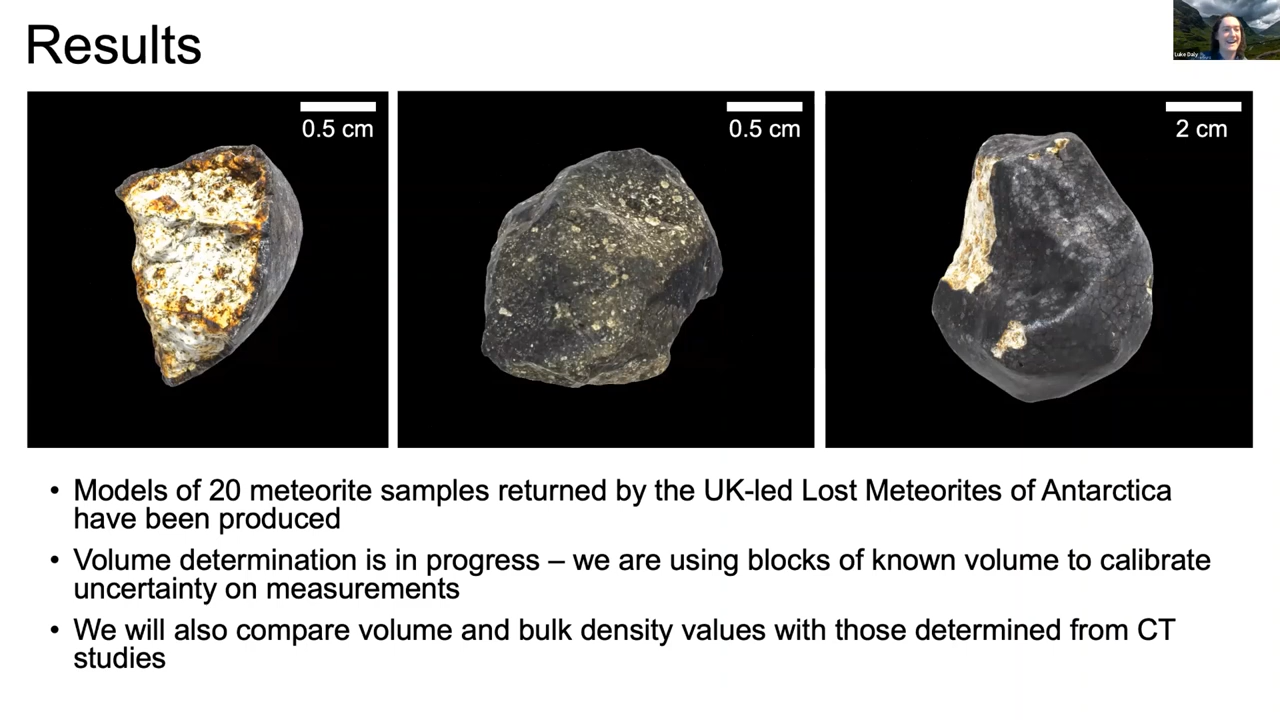 Results
Luke Daly
0.5 cm
0.5 cm
2 cm
• Models of 20 meteorite samples returned by the UK-led Lost Meteorites of Antarctica
have been produced
• Volume determination is in progress – we are using blocks of known volume to calibrate
uncertainty on measurements
• We will also compare volume and bulk density values with those determined from CT
studies